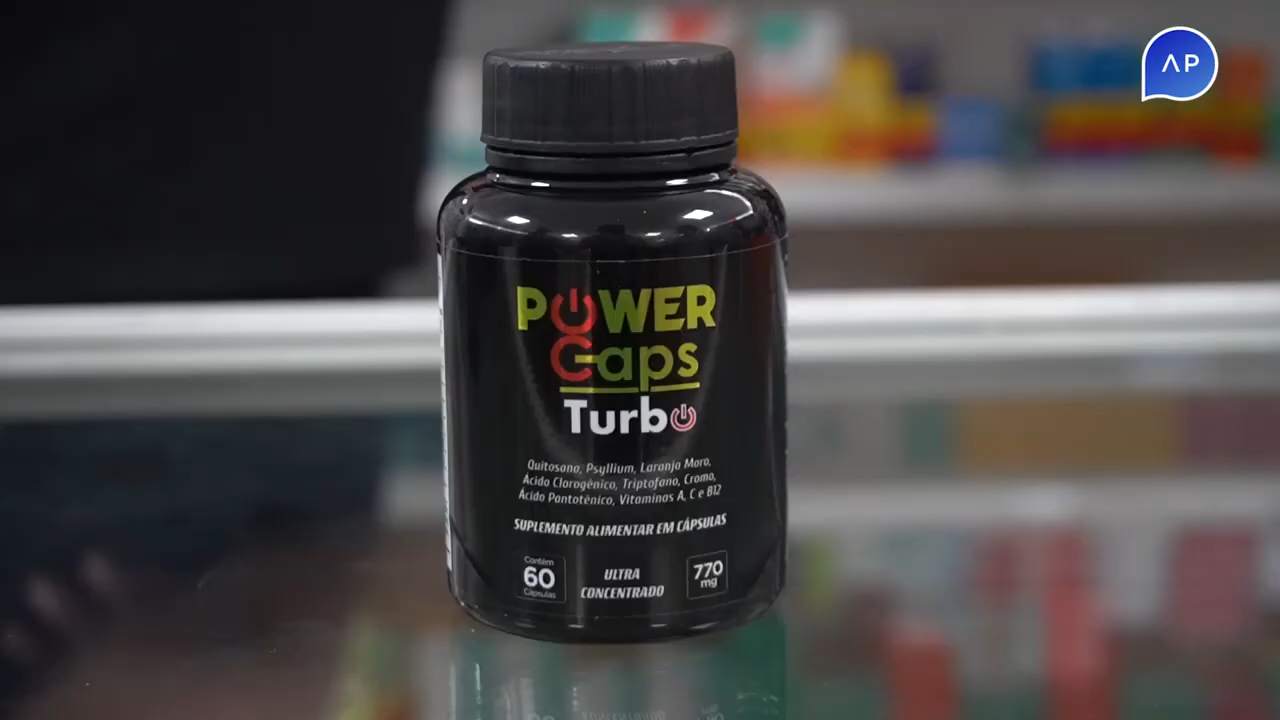 AP
POWER
Caps
Turbo
Quitosana, Psyllium, Laranja Moro,
Ácido Clorogênico, Triptofano, Cromo,
Ácido Pantotênico, Vitaminas A, C e B12
SUPLEMENTO ALIMENTAR EM CÁPSULAS
Contém
60
Cápsulas
ULTRA
CONCENTRADO
770
mg